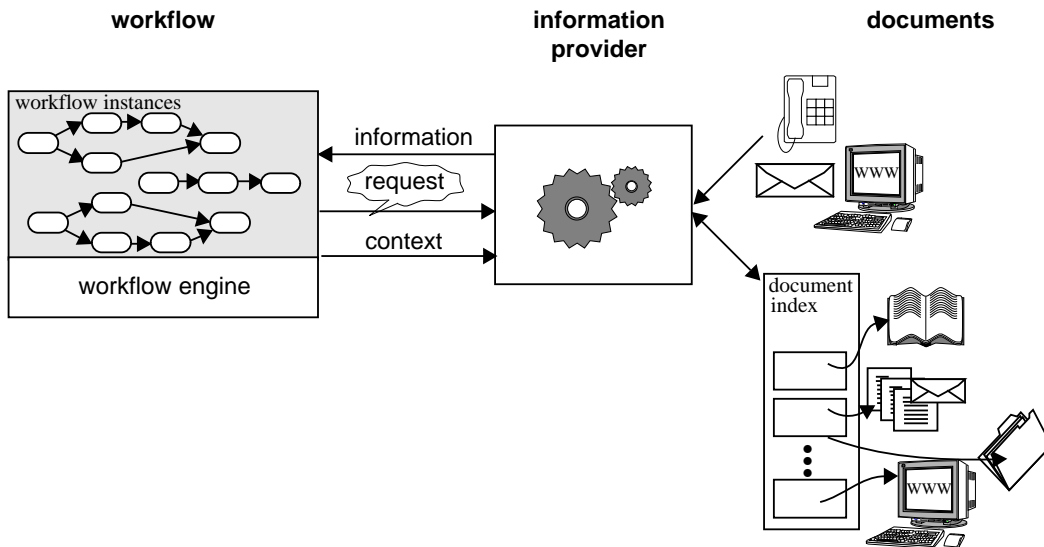 workflow
information
provider
documents
workflow instances
information
request
context
workflow engine
WWW
document
index
WWW